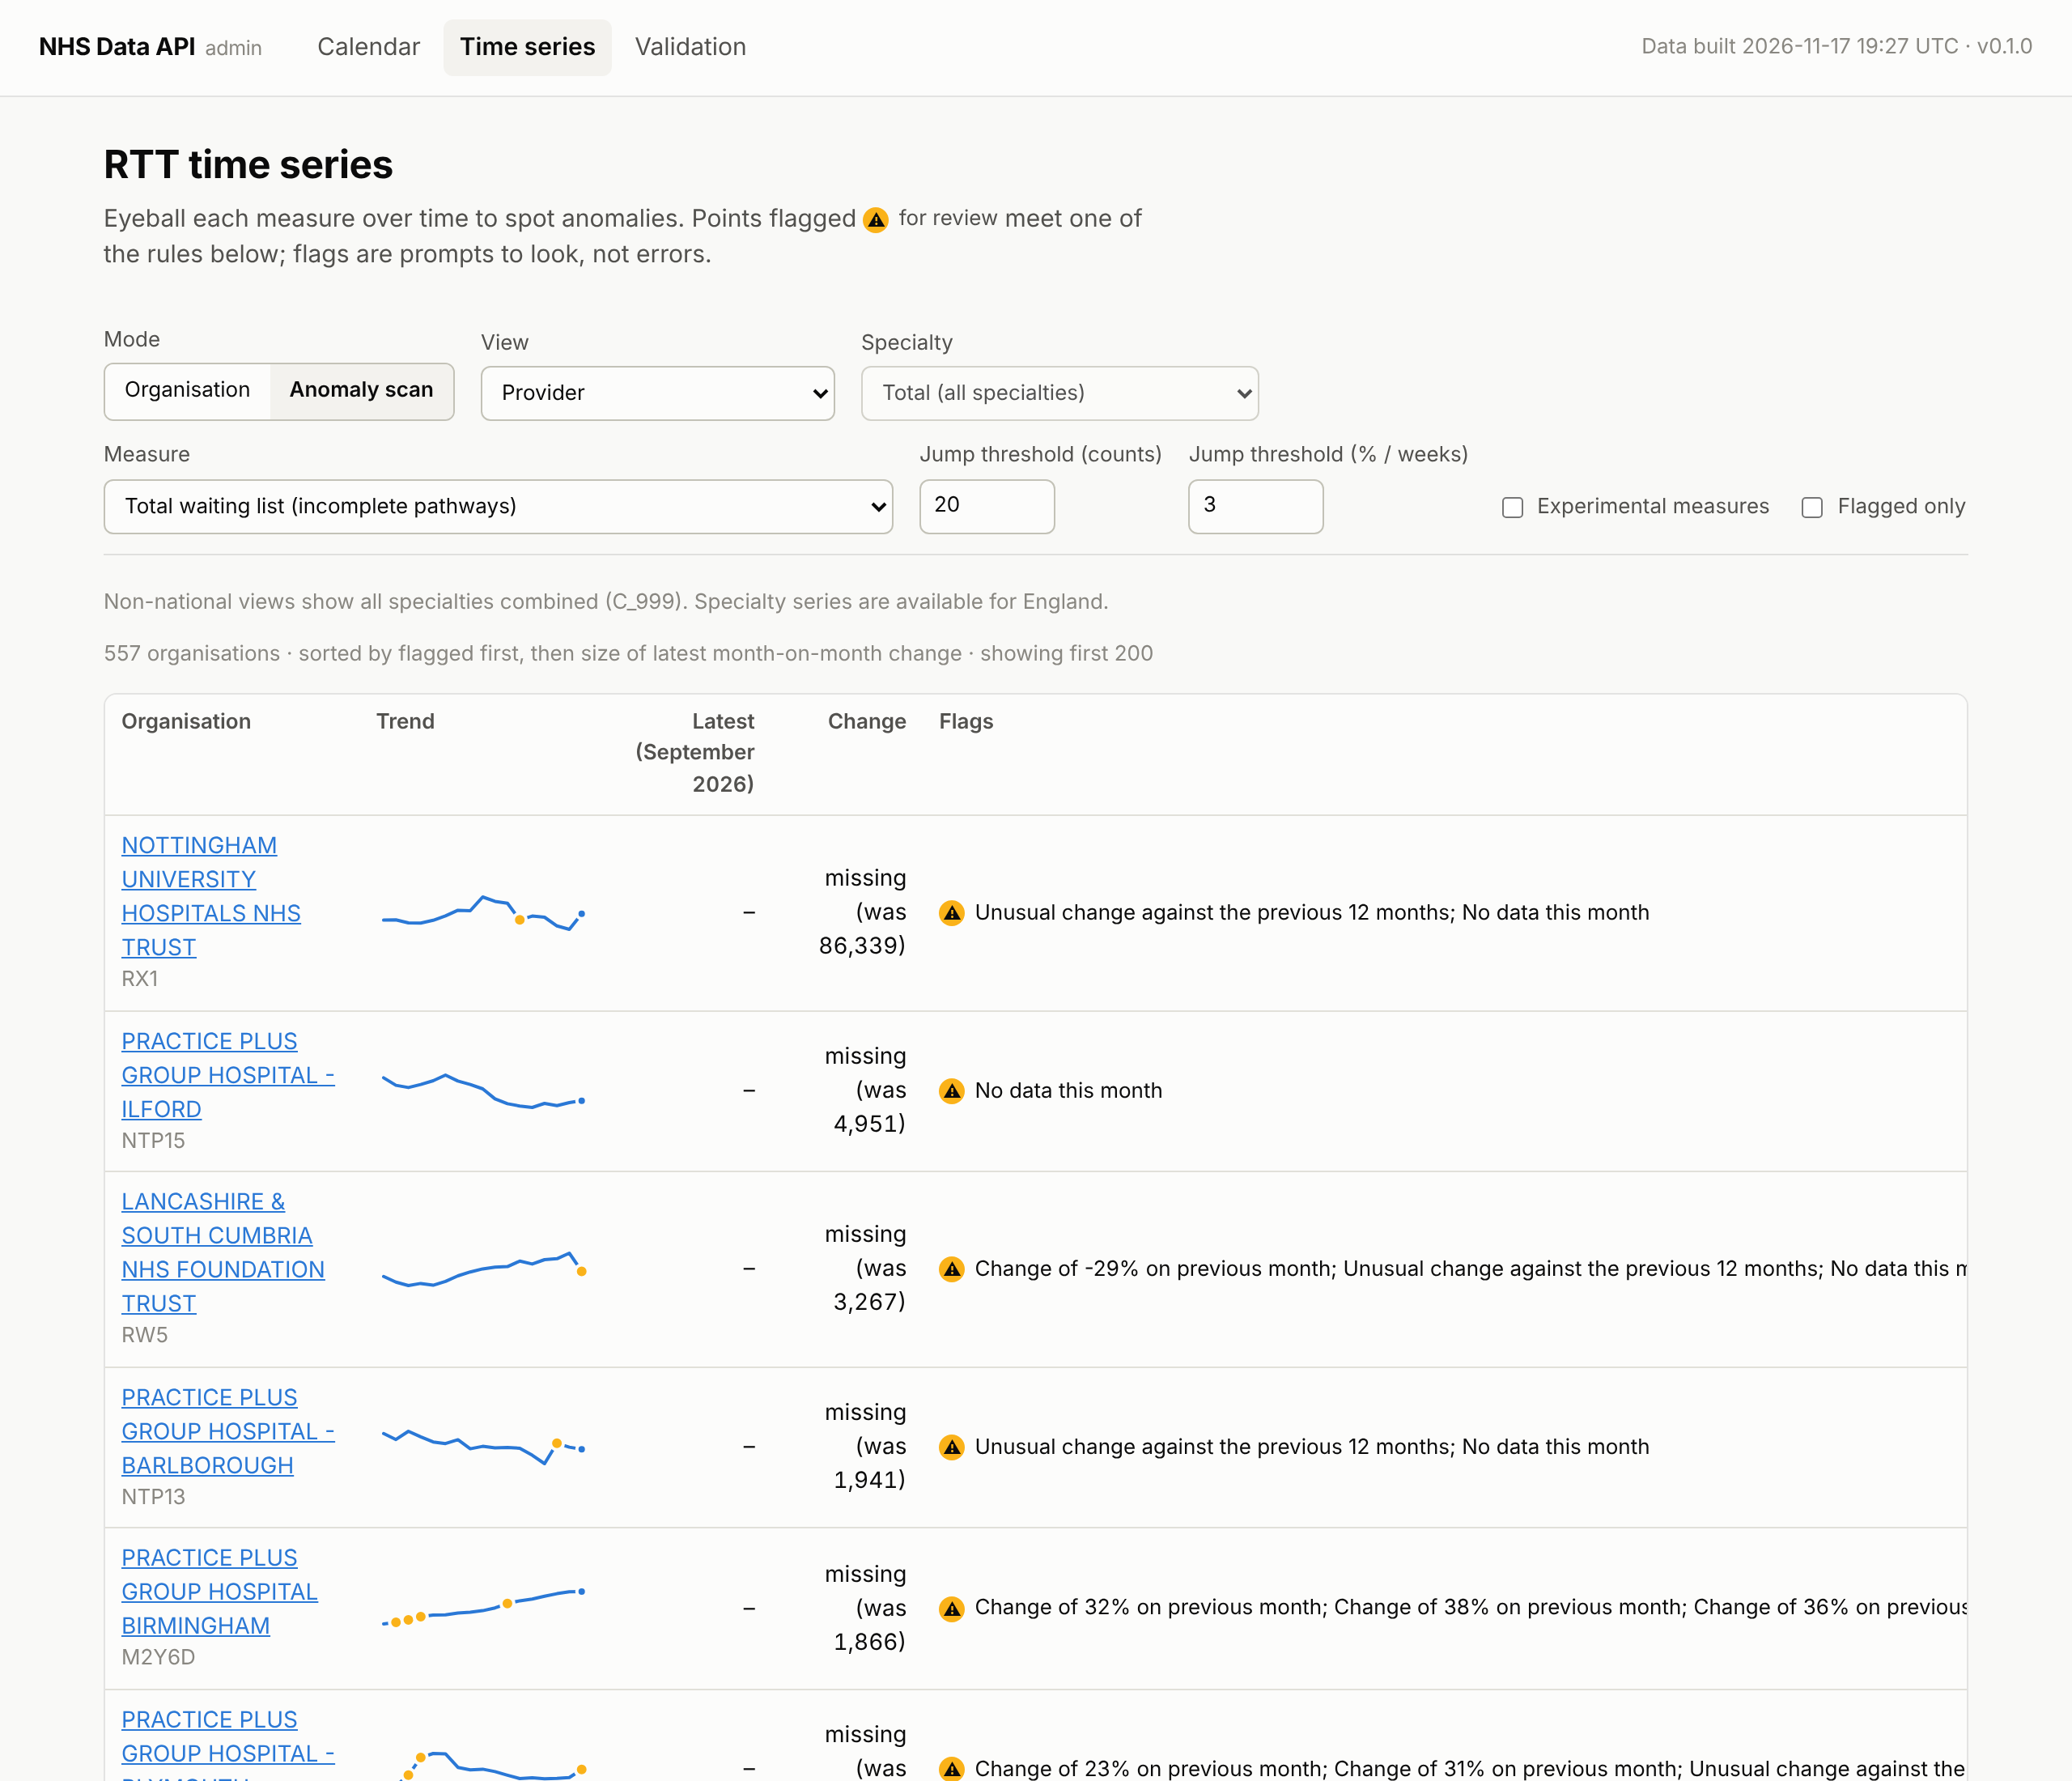 NHS Data API admin Calendar Time series Validation Data built 2026-11-17 19:27 UTC · v0.1.0
RTT time series
Eyeball each measure over time to spot anomalies. Points flagged for review meet one of
the rules below; flags are prompts to look, not errors.
Mode View Specialty
Organisation Anomaly scan Provider Total (all specialties)
Measure Jump threshold (counts) Jump threshold (% / weeks)
Total waiting list (incomplete pathways) 20 3 Experimental measures Flagged only
Non-national views show all specialties combined (C_999). Specialty series are available for England.
557 organisations · sorted by flagged first, then size of latest month-on-month change · showing first 200
Organisation Trend Latest Change Flags
(September
2026)
NOTTINGHAM
UNIVERSITY
HOSPITALS NHS
TRUST
RX1
–
missing
(was
86,339)
Unusual change against the previous 12 months; No data this month
PRACTICE PLUS
GROUP HOSPITAL -
ILFORD
NTP15
–
missing
(was
4,951)
No data this month
LANCASHIRE &
SOUTH CUMBRIA
NHS FOUNDATION
TRUST
RW5
–
missing
(was
3,267)
Change of -29% on previous month; Unusual change against the previous 12 months; No data this
PRACTICE PLUS
GROUP HOSPITAL -
BARLBOROUGH
NTP13
–
missing
(was
1,941)
Unusual change against the previous 12 months; No data this month
PRACTICE PLUS
GROUP HOSPITAL
BIRMINGHAM
M2Y6D
–
missing
(was
1,866)
Change of 32% on previous month; Change of 38% on previous month; Change of 36% on previous
PRACTICE PLUS
GROUP HOSPITAL -
–
missing
(was
Change of 23% on previous month; Change of 31% on previous month; Unusual change against the